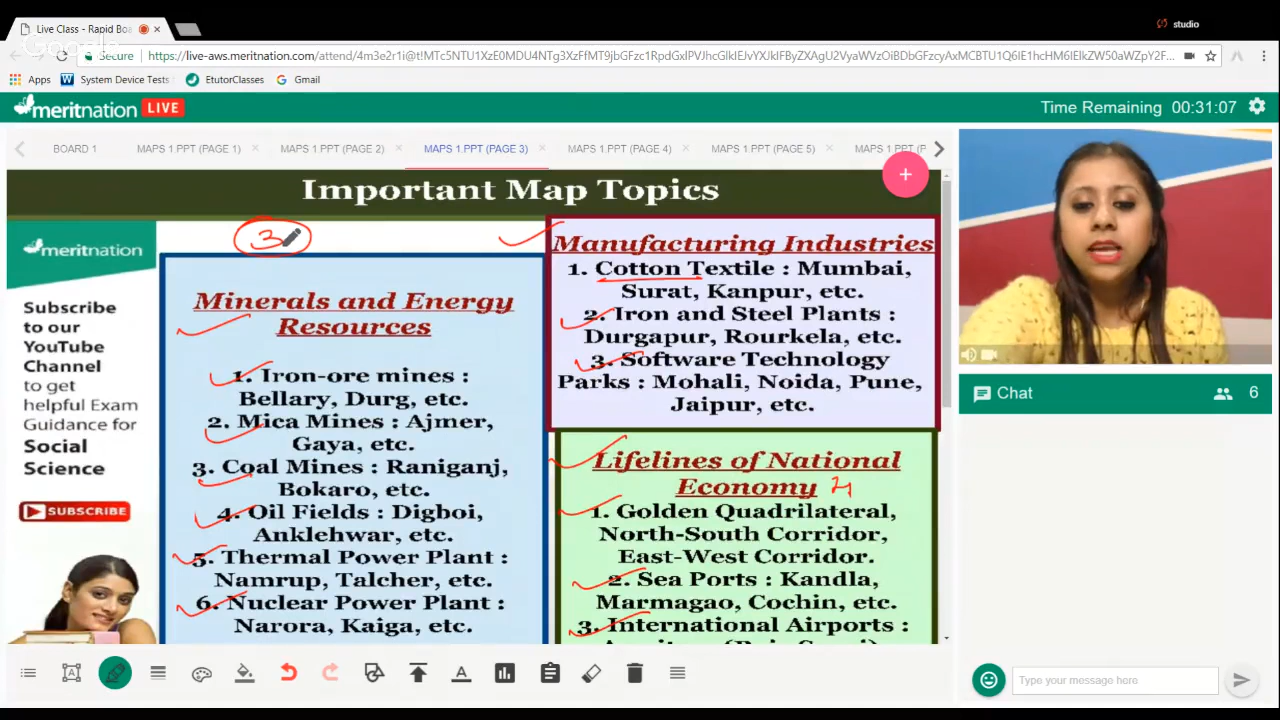 studio
Live Class - Rapid Boa
Google
Secure https://live-aws.meritnation.com/attend/
Apps System Device Tests EtutorClasses Gmail
meritnation LIVE
Time Remaining 00:31:07
BOARD 1 MAPS 1.PPT (PAGE 1) MAPS 1.PPT (PAGE 2) MAPS 1.PPT (PAGE 3) MAPS 1.PPT (PAGE 4) MAPS 1.PPT (PAGE 5) MAPS 1.PPT (P
Important Map Topics
meritnation
Subscribe
to our
YouTube
Channel
to get
helpful Exam
Guidance for
Social
Science
SUBSCRIBE
3
Minerals and Energy
Resources
1. Iron-ore mines :
Bellary, Durg, etc.
2. Mica Mines : Ajmer,
Gaya, etc.
3. Coal Mines : Raniganj,
Bokaro, etc.
4. Oil Fields : Digboi,
Anklehwar, etc.
5. Thermal Power Plant :
Namrup, Talcher, etc.
6. Nuclear Power Plant :
Narora, Kaiga, etc.
Manufacturing Industries
1. Cotton Textile : Mumbai,
Surat, Kanpur, etc.
2. Iron and Steel Plants :
Durgapur, Rourkela, etc.
3. Software Technology
Parks : Mohali, Noida, Pune,
Jaipur, etc.
Lifelines of National
Economy 4
1. Golden Quadrilateral,
North-South Corridor,
East-West Corridor.
2. Sea Ports : Kandla,
Marmagao, Cochin, etc.
3. International Airports :
Chat 6
Type your message here